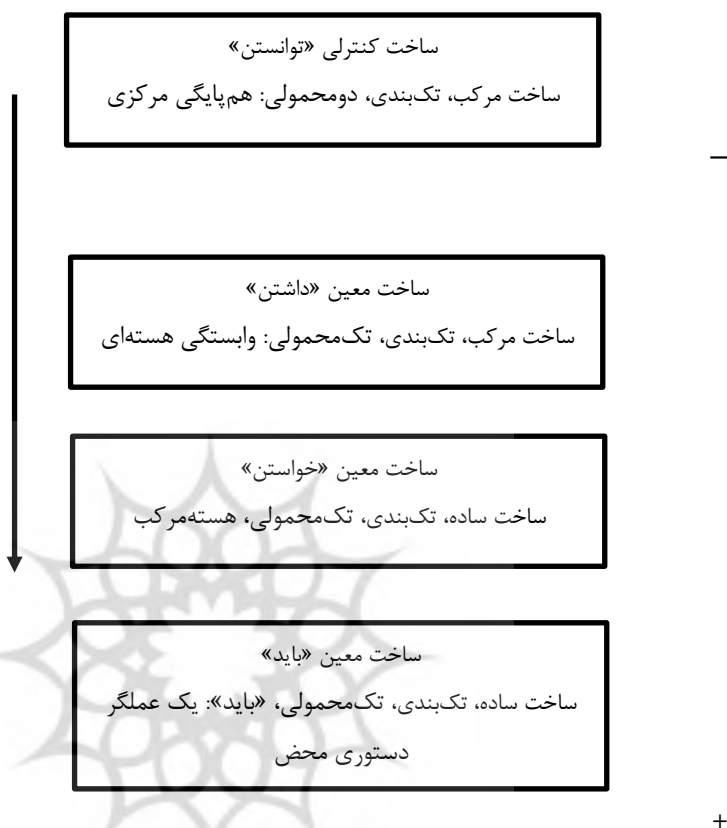 ساخت کنترلی «توانستن»
ساخت مرکب، تک‌بندی، دومحمولی: هم‌پایگی مرکزی
–
ساخت معین «داشتن»
ساخت مرکب، تک‌بندی، تک‌محمولی: وابستگی هسته‌ای
ساخت معین «خواستن»
ساخت ساده، تک‌بندی، تک‌محمولی، هسته‌مرکب
ساخت معین «باید»
ساخت ساده، تک‌بندی، تک‌محمولی، «باید»: یک عملگر
دستوری محض
+